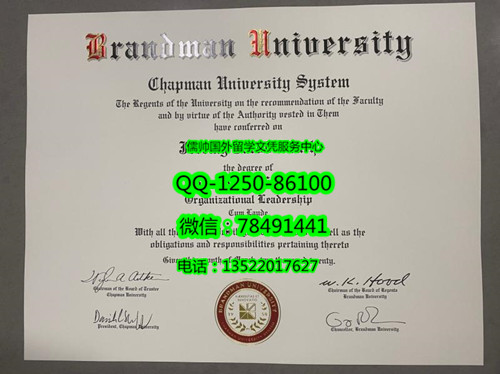 Brandman University
Chapman University System
The Regents of the University on the recommendation of the Faculty
and by virtue of the Authority vested in Them
have conferred on
儒帅国外留学文凭服务中心
the degree of
QQ-1250-86100
Organizational Leadership
Cum Laude
微信：78491441
With all the
ell as the
obligations and responsibilities pertaining thereto
电话：13522017627
Chairman of the Board of Trustees
Chapman University
Chairman of the Board of Regents
Brandman University
W. K. Hood
President, Chapman University
BRANDMAN UNIVERSITY
Chancellor, Brandman University